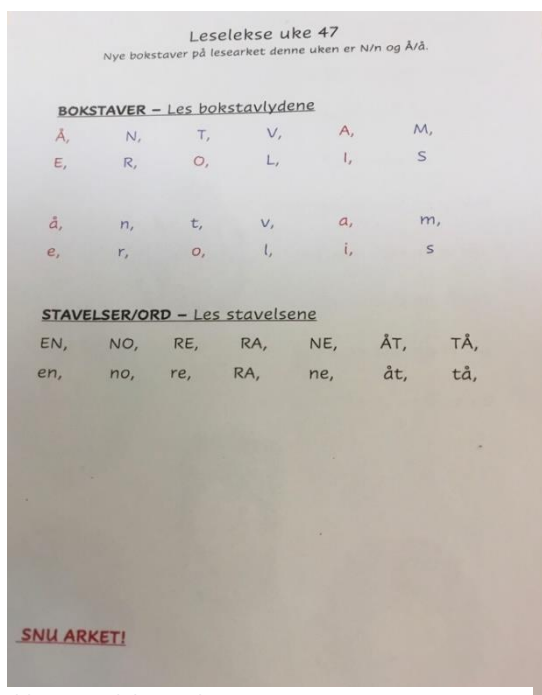 Leselekse uke 47
Nye bokstaver på lesearket denne uken er N/n og Å/å.
BOKSTAVER – Les bokstavlydene
Å, N, T, V, A, M,
E, R, O, L, I, S
å, n, t, v, a, m,
e, r, o, l, i, s
STAVELSER/ORD – Les stavelsene
EN, NO, RE, RA, NE, ÅT, TÅ,
en, no, re, RA, ne, åt, tå,
SNU ARKET!